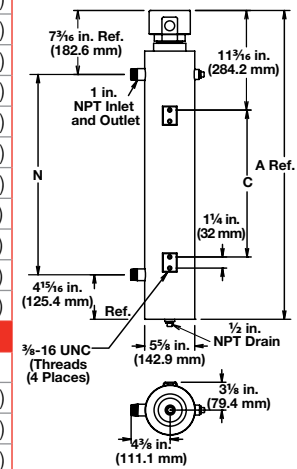 7³⁄₁₆ in. Ref.
(182.6 mm)
11³⁄₁₆ in.
(284.2 mm)
1 in.
NPT Inlet
and Outlet
A Ref.
N
C
1¼ in.
(32 mm)
4¹⁵⁄₁₆ in.
(125.4 mm)
Ref.
⅜-16 UNC
(Threads
(4 Places)
5⅝ in.
(142.9 mm)
½ in.
NPT Drain
3⅛ in.
(79.4 mm)
4⅜ in.
(111.1 mm)